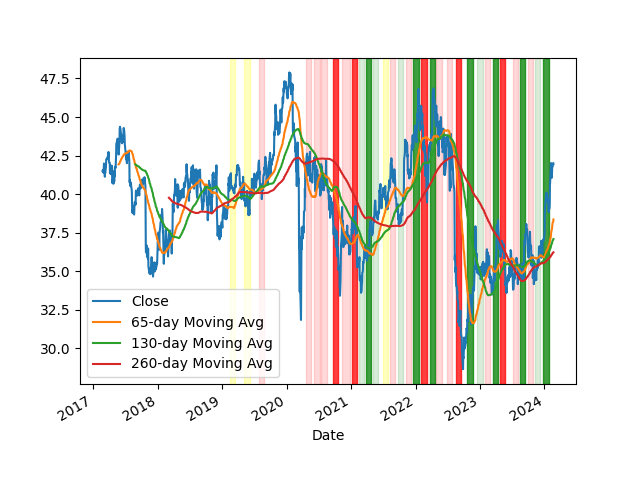 47.5
45.0
42.5
40.0
37.5
35.0
32.5
30.0
Close
65-day Moving Avg
130-day Moving Avg
260-day Moving Avg
2017 2018 2019 2020 2021 2022 2023 2024
Date